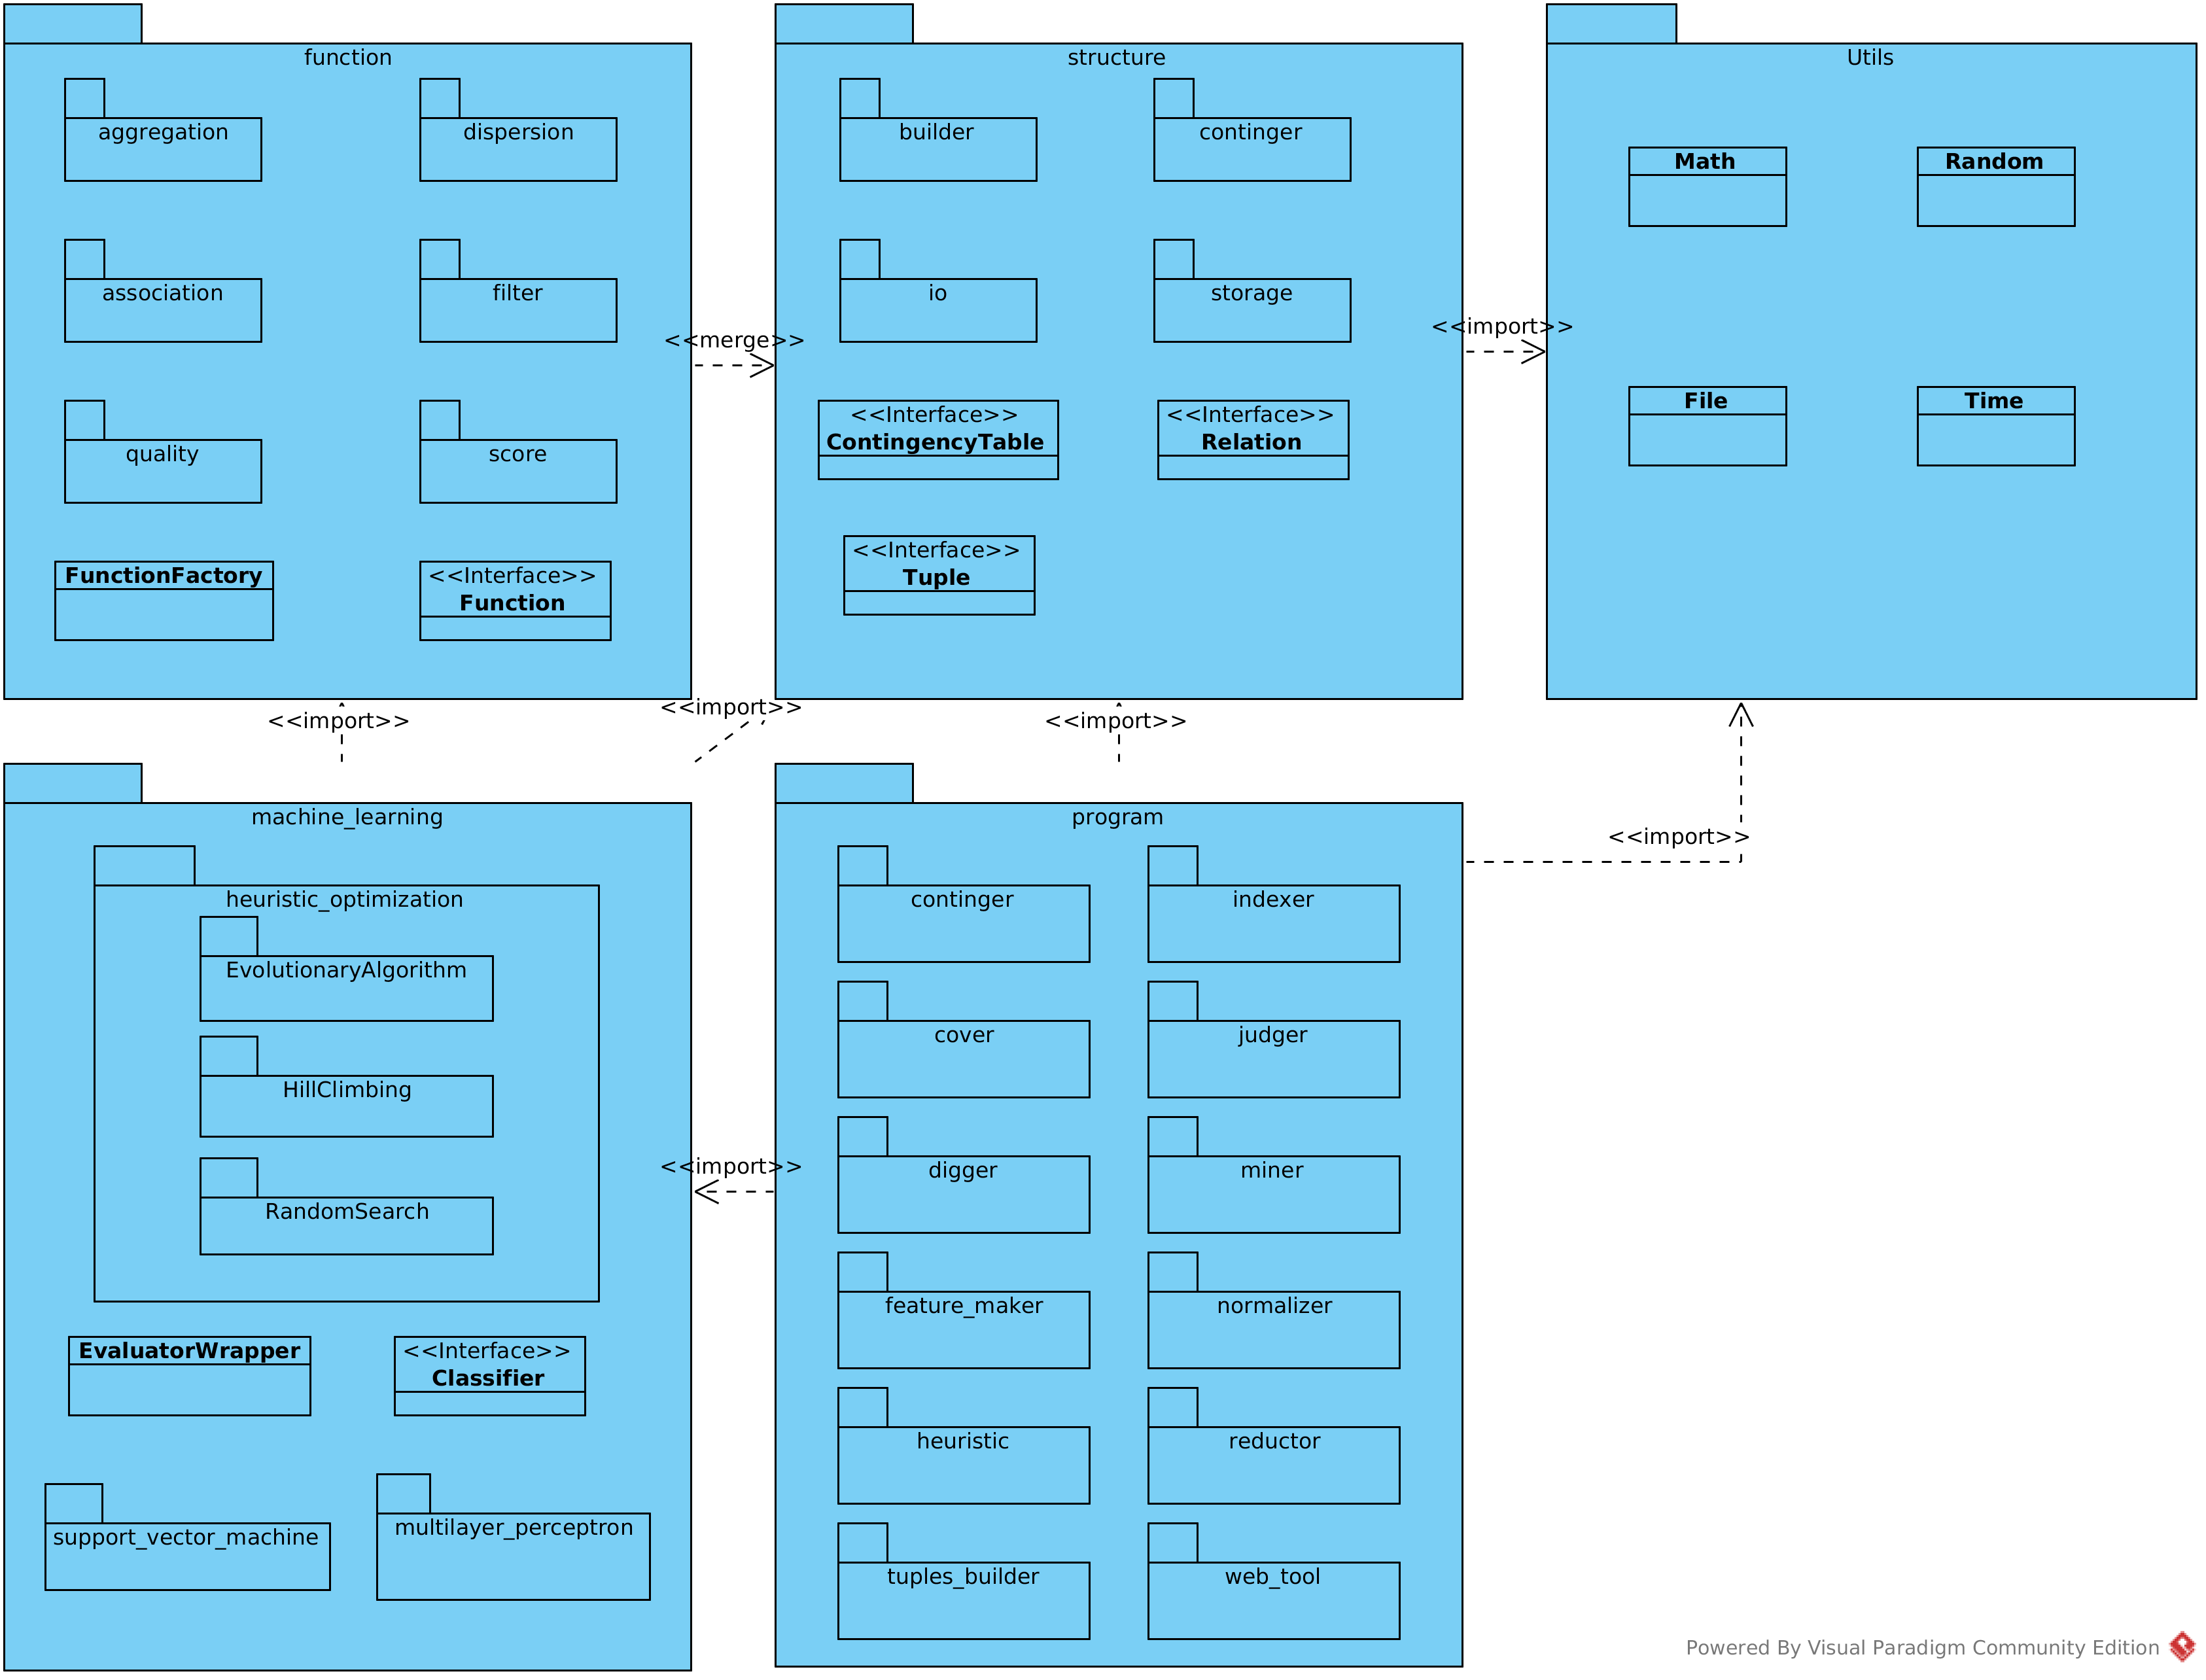 function
aggregation
dispersion
association
filter
quality
score
FunctionFactory
<<Interface>>
Function
<<merge>>
structure
builder
continger
io
storage
<<Interface>>
ContingencyTable
<<Interface>>
Relation
<<Interface>>
Tuple
<<import>>
Utils
Math
Random
File
Time
<<import>>
<<import>>
<<import>>
<<import>>
machine_learning
heuristic_optimization
EvolutionaryAlgorithm
HillClimbing
RandomSearch
EvaluatorWrapper
<<Interface>>
Classifier
support_vector_machine
multilayer_perceptron
<<import>>
program
continger
indexer
cover
judger
digger
miner
feature_maker
normalizer
heuristic
reductor
tuples_builder
web_tool
Powered By Visual Paradigm Community Edition